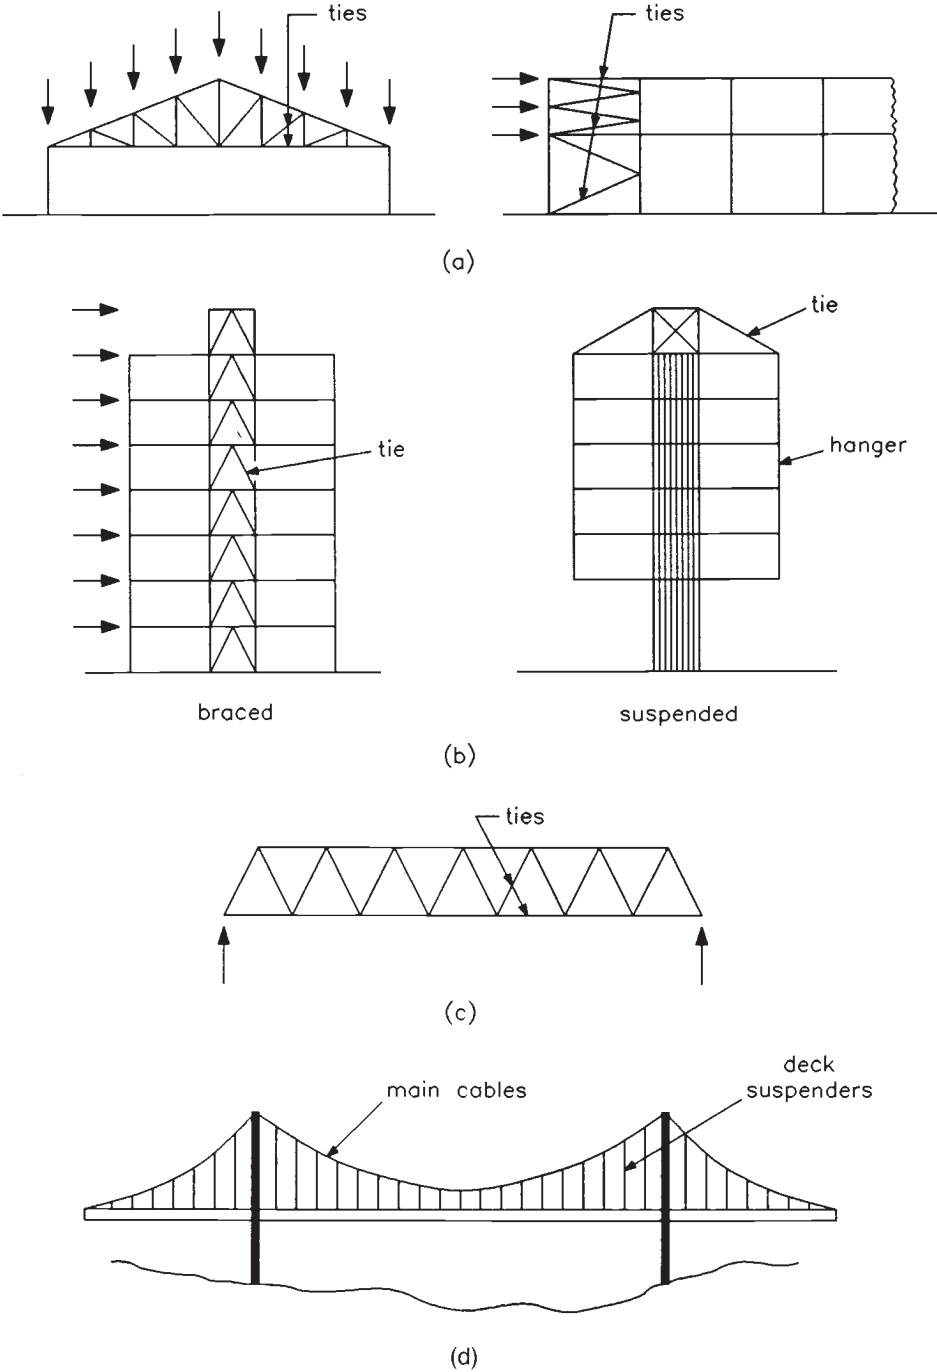 ties
ties
(a)
tie
tie
hanger
braced
suspended
(b)
ties
(c)
main cables
deck
suspenders
(d)